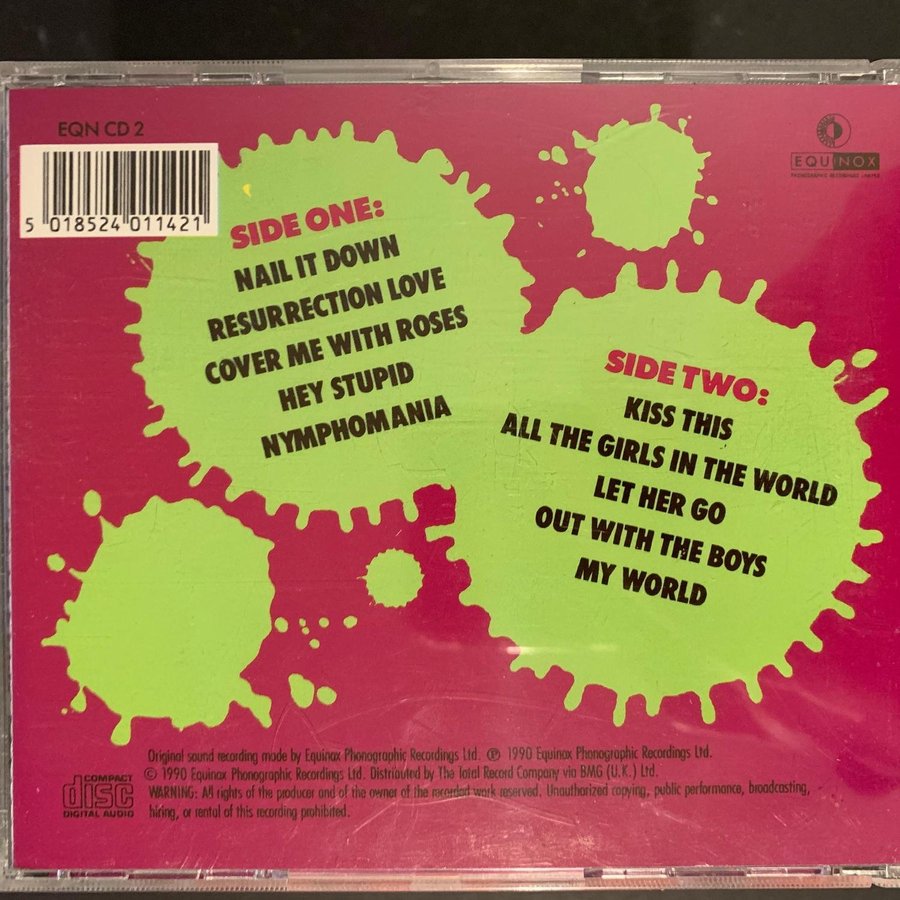 EQN CD 2
5 018524 011421
EQUINOX
PHONOGRAPHIC RECORDINGS LIMITED
SIDE ONE:
NAIL IT DOWN
RESURRECTION LOVE
COVER ME WITH ROSES
HEY STUPID
NYMPHOMANIA
SIDE TWO:
KISS THIS
ALL THE GIRLS IN THE WORLD
LET HER GO
OUT WITH THE BOYS
MY WORLD
Original sound recording made by Equinox Phonographic Recordings Ltd. ℗ 1990 Equinox Phonographic Recordings Ltd.
© 1990 Equinox Phonographic Recordings Ltd. Distributed by The Total Record Company via BMG (U.K.) Ltd.
WARNING: All rights of the producer and of the owner of the recorded work reserved. Unauthorized copying, public performance, broadcasting,
hiring, or rental of this recording prohibited.
COMPACT
disc
DIGITAL AUDIO